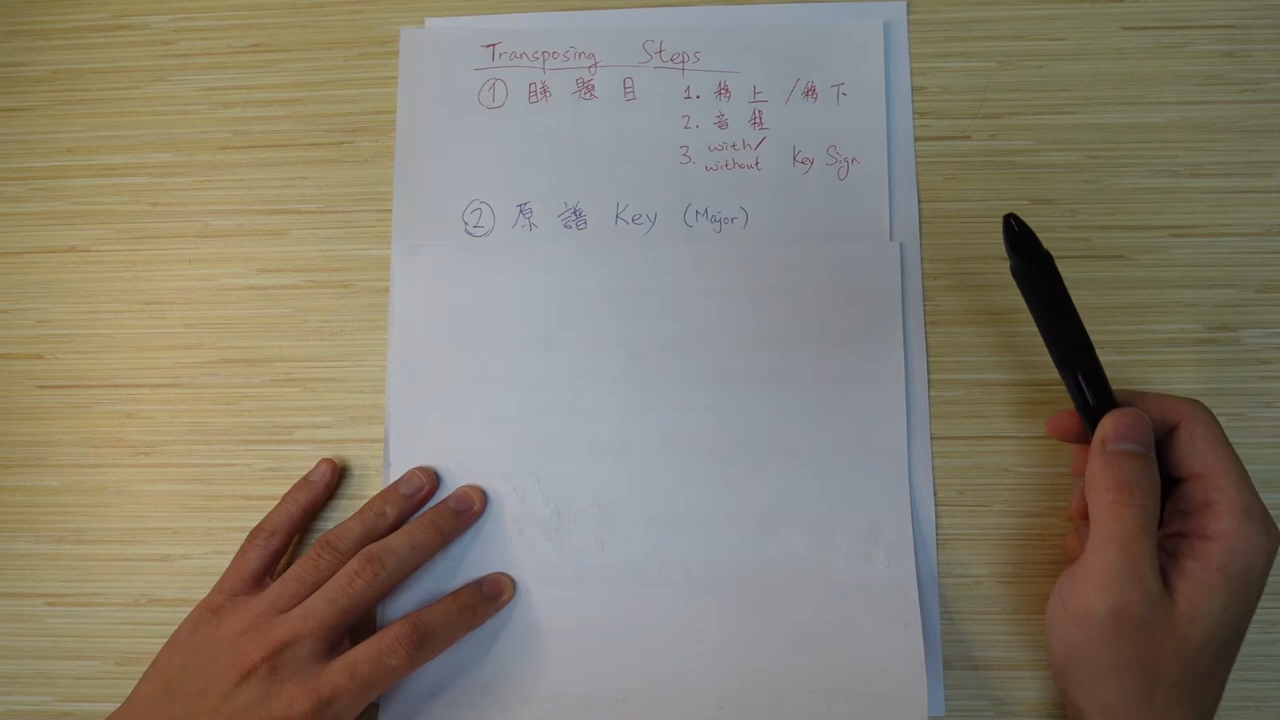 Transposing Steps
① 睇題目 1. 移上/移下
2. 音程
3. with/without Key Sign.
② 原譜 Key (Major)